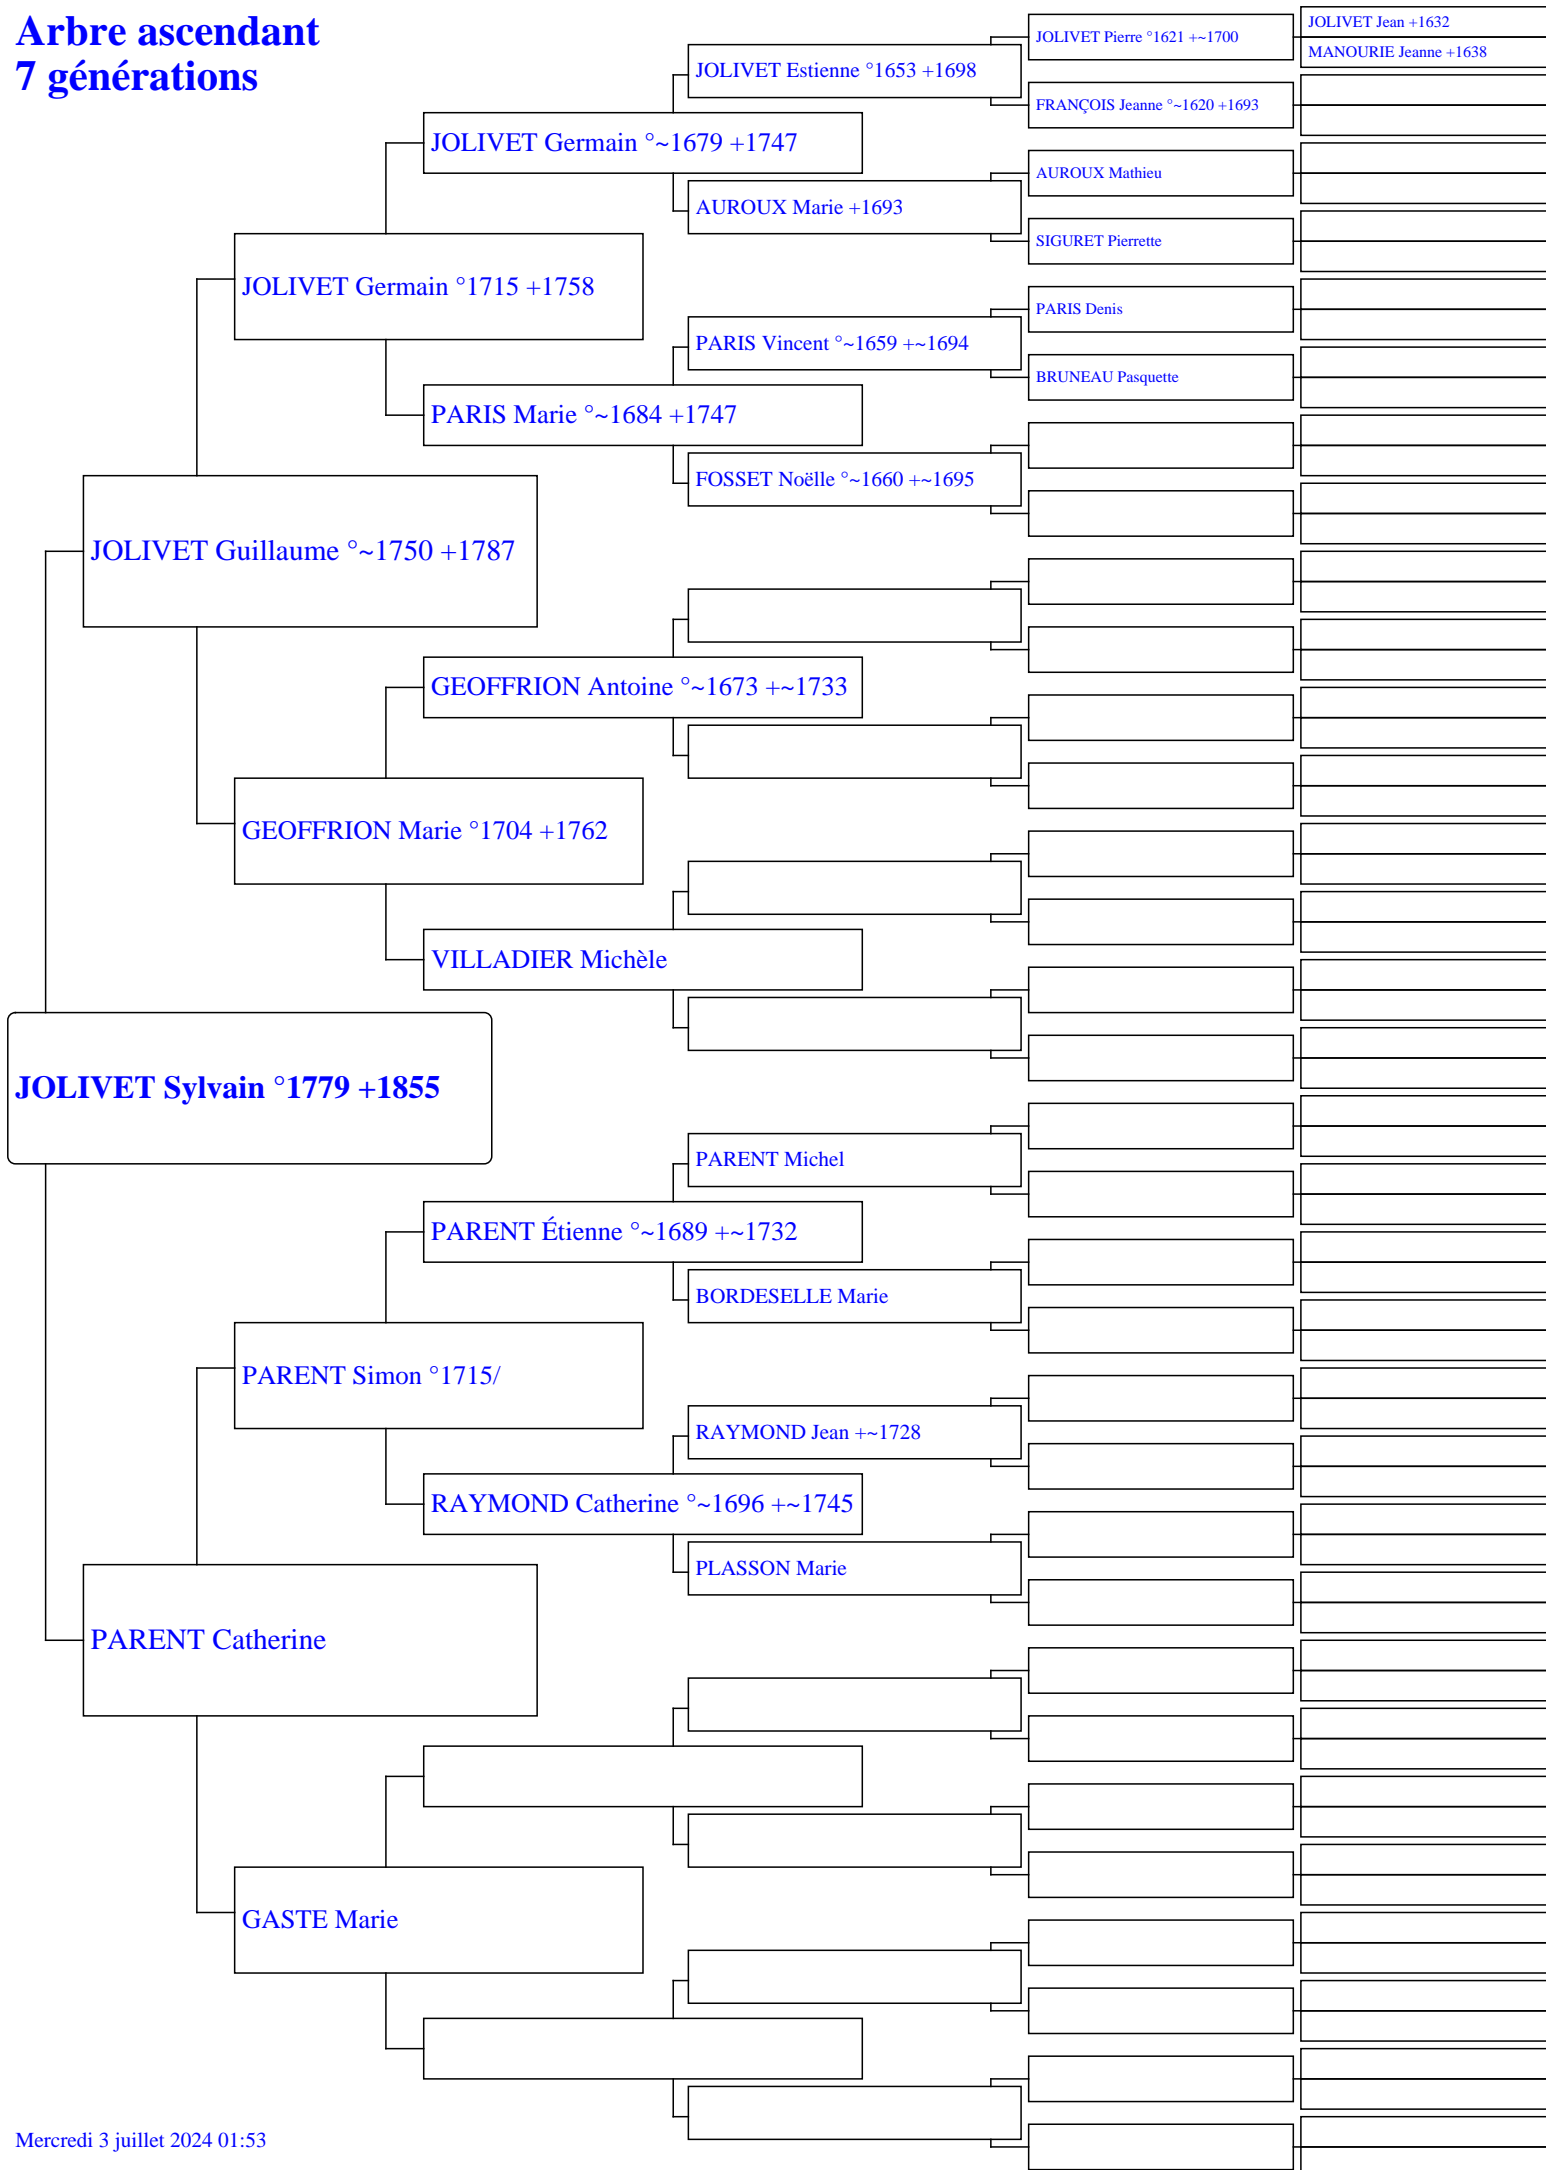 Arbre ascendant
7 générations
JOLIVET Jean +1632
JOLIVET Pierre °1621 +~1700
MANOURIE Jeanne +1638
JOLIVET Estienne °1653 +1698
FRANÇOIS Jeanne °~1620 +1693
JOLIVET Germain °~1679 +1747
AUROUX Mathieu
AUROUX Marie +1693
SIGURET Pierrette
JOLIVET Germain °1715 +1758
PARIS Denis
PARIS Vincent °~1659 +~1694
BRUNEAU Pasquette
PARIS Marie °~1684 +1747
FOSSET Noëlle °~1660 +~1695
JOLIVET Guillaume °~1750 +1787
GEOFFRION Antoine °~1673 +~1733
GEOFFRION Marie °1704 +1762
VILLADIER Michèle
JOLIVET Sylvain °1779 +1855
PARENT Michel
PARENT Étienne °~1689 +~1732
BORDESELLE Marie
PARENT Simon °1715/
RAYMOND Jean +~1728
RAYMOND Catherine °~1696 +~1745
PLASSON Marie
PARENT Catherine
GASTE Marie
Mercredi 3 juillet 2024 01:53